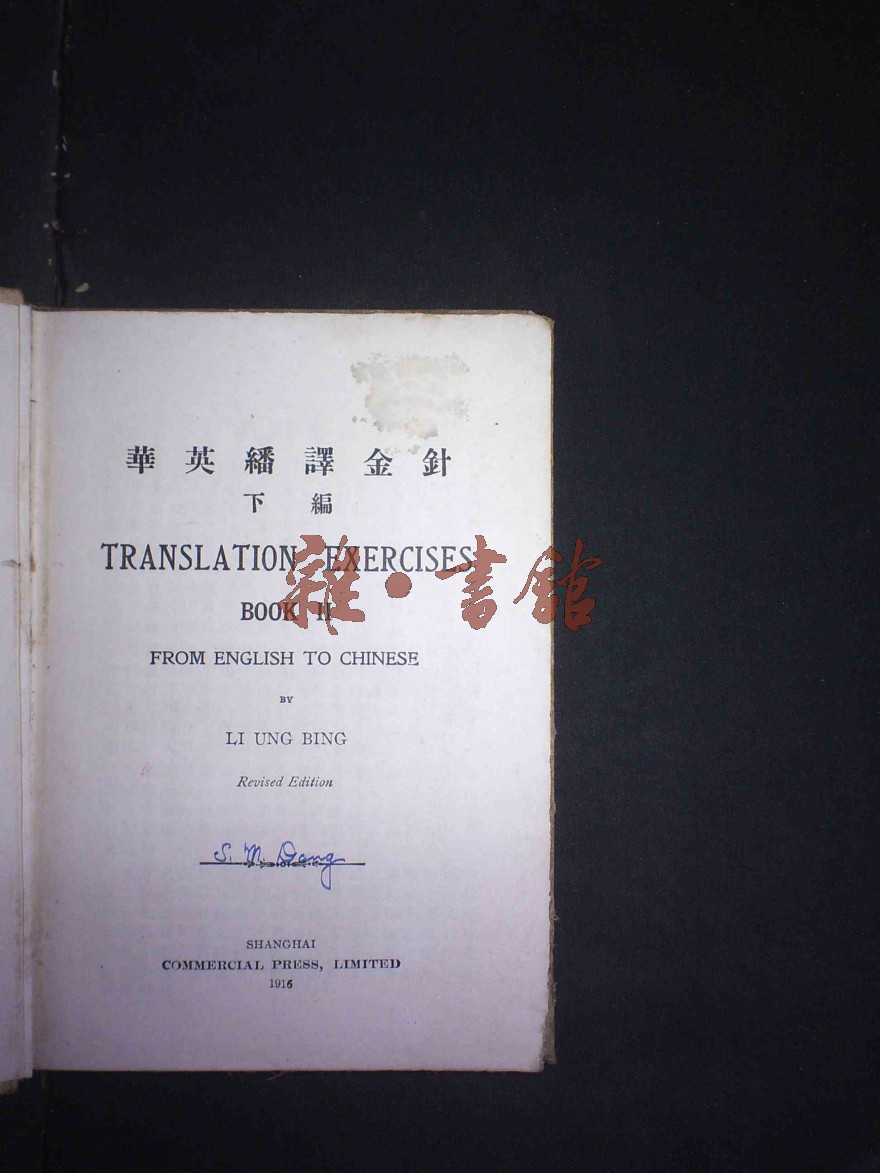 華英繙譯金針
下編
TRANSLATION EXERCISES
BOOK II
FROM ENGLISH TO CHINESE
BY
LI UNG BING
Revised Edition
S. M. Dang
SHANGHAI
COMMERCIAL PRESS, LIMITED
1916
雜·書館